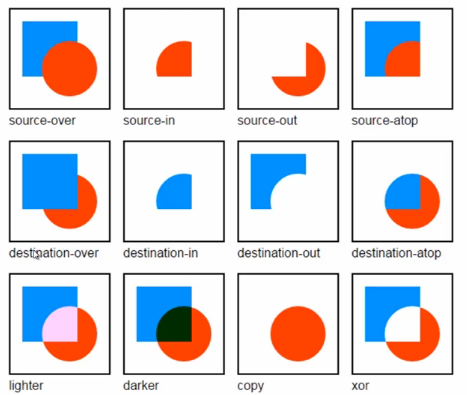 source-over source-in source-out source-atop
destination-over destination-in destination-out destination-atop
lighter darker copy xor